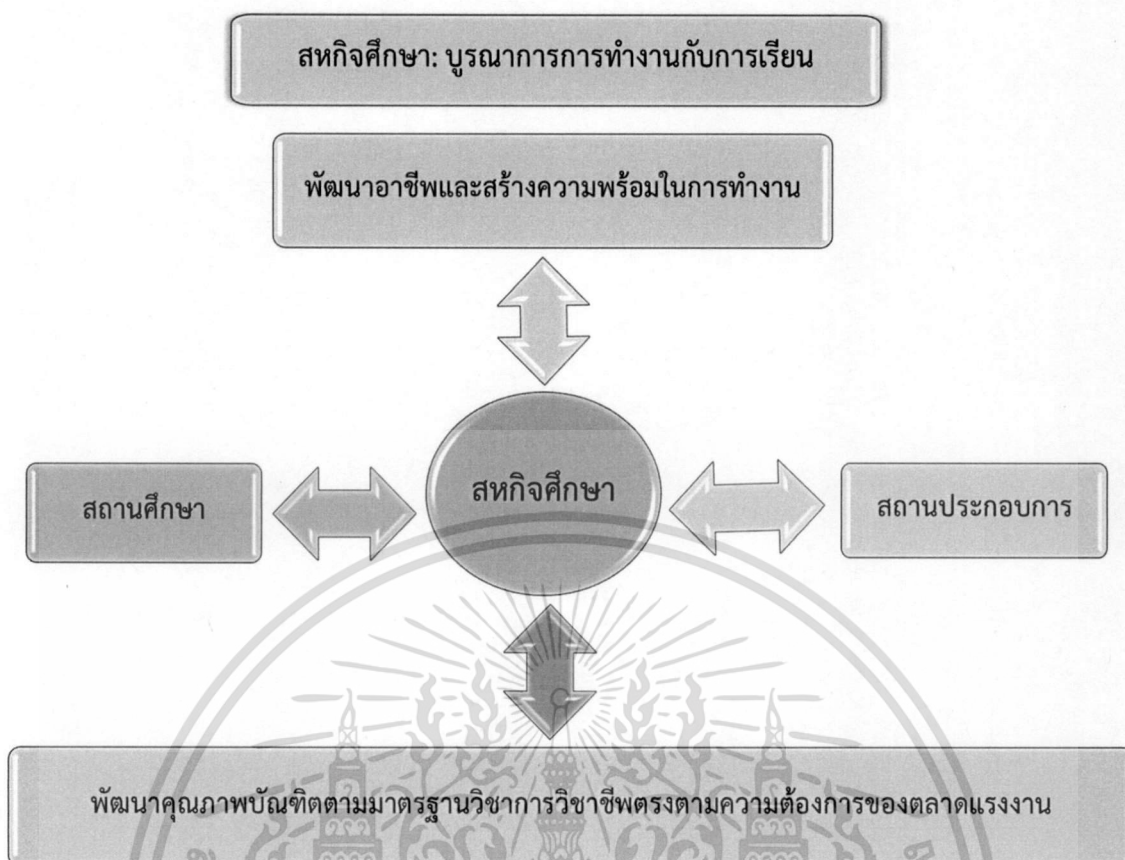 สหกิจศึกษา: บูรณาการการทำงานกับการเรียน
พัฒนาอาชีพและสร้างความพร้อมในการทำงาน
สถานศึกษา
สหกิจศึกษา
สถานประกอบการ
พัฒนาคุณภาพบัณฑิตตามมาตรฐานวิชาการวิชาชีพตรงตามความต้องการของตลาดแรงงาน